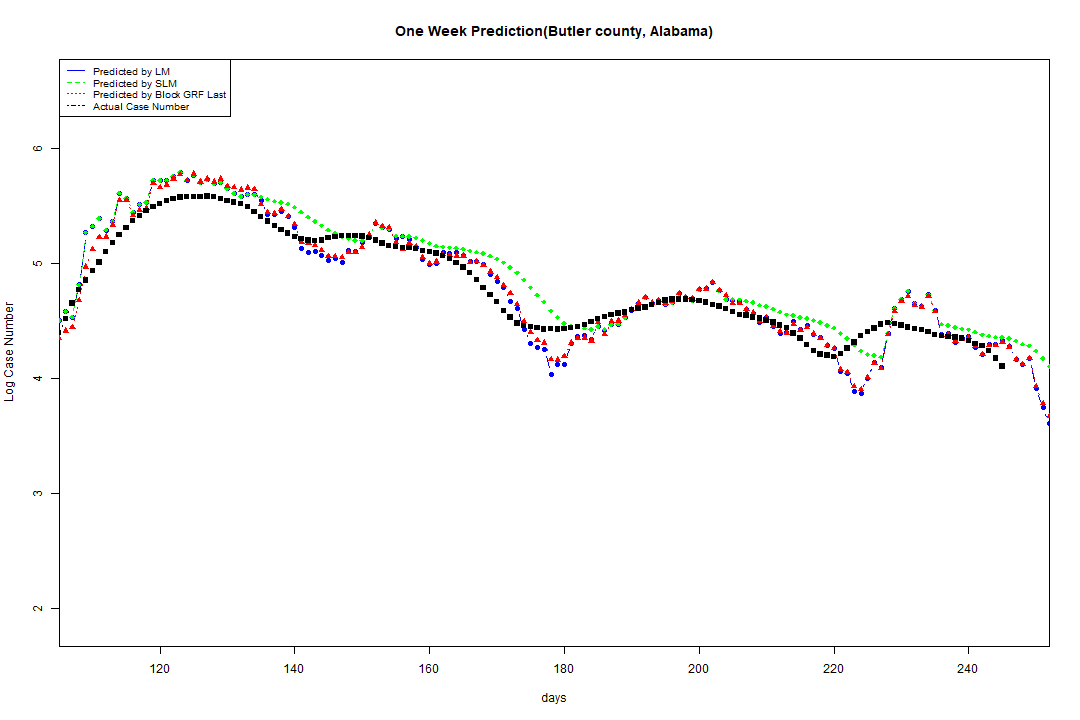 One Week Prediction(Butler county, Alabama)
Predicted by LM
Predicted by SLM
Predicted by Block GRF Last
Actual Case Number
6
5
4
3
2
Log Case Number
120 140 160 180 200 220 240
days